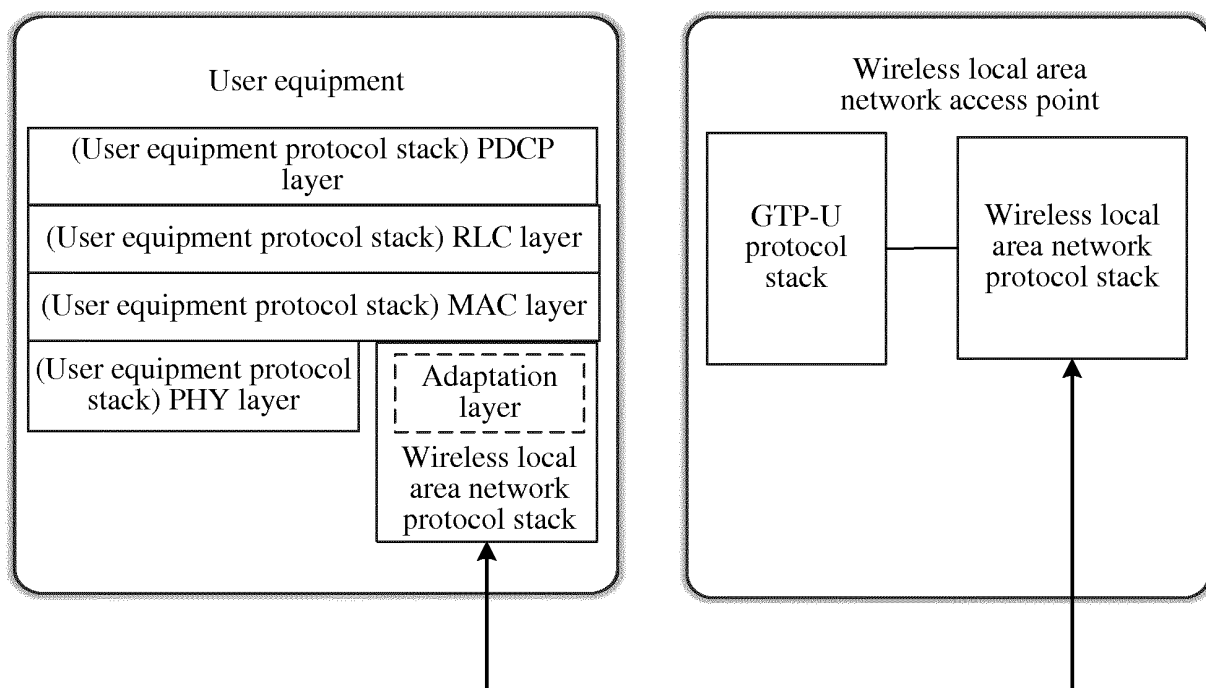 User equipment
(User equipment protocol stack) PDCP
layer
(User equipment protocol stack) RLC layer
(User equipment protocol stack) MAC layer
(User equipment protocol
stack) PHY layer
Adaptation
layer
Wireless local
area network
protocol stack
Wireless local area
network access point
GTP-U
protocol
stack
Wireless local
area network
protocol stack